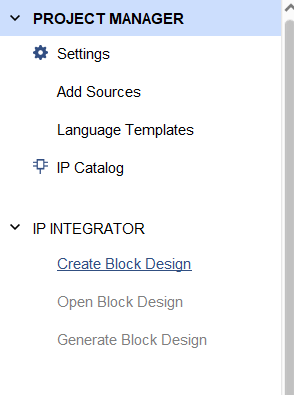 PROJECT MANAGER
Settings
Add Sources
Language Templates
IP Catalog
IP INTEGRATOR
Create Block Design
Open Block Design
Generate Block Design